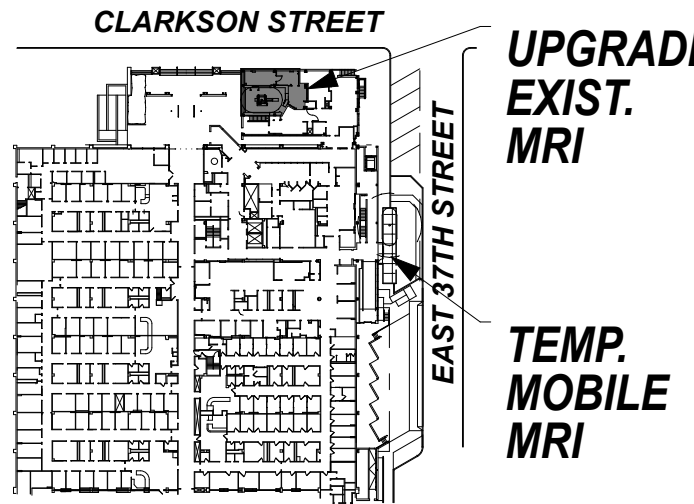 CLARKSON STREET
UPGRADE
EXIST.
MRI
EAST 37TH STREET
TEMP.
MOBILE
MRI